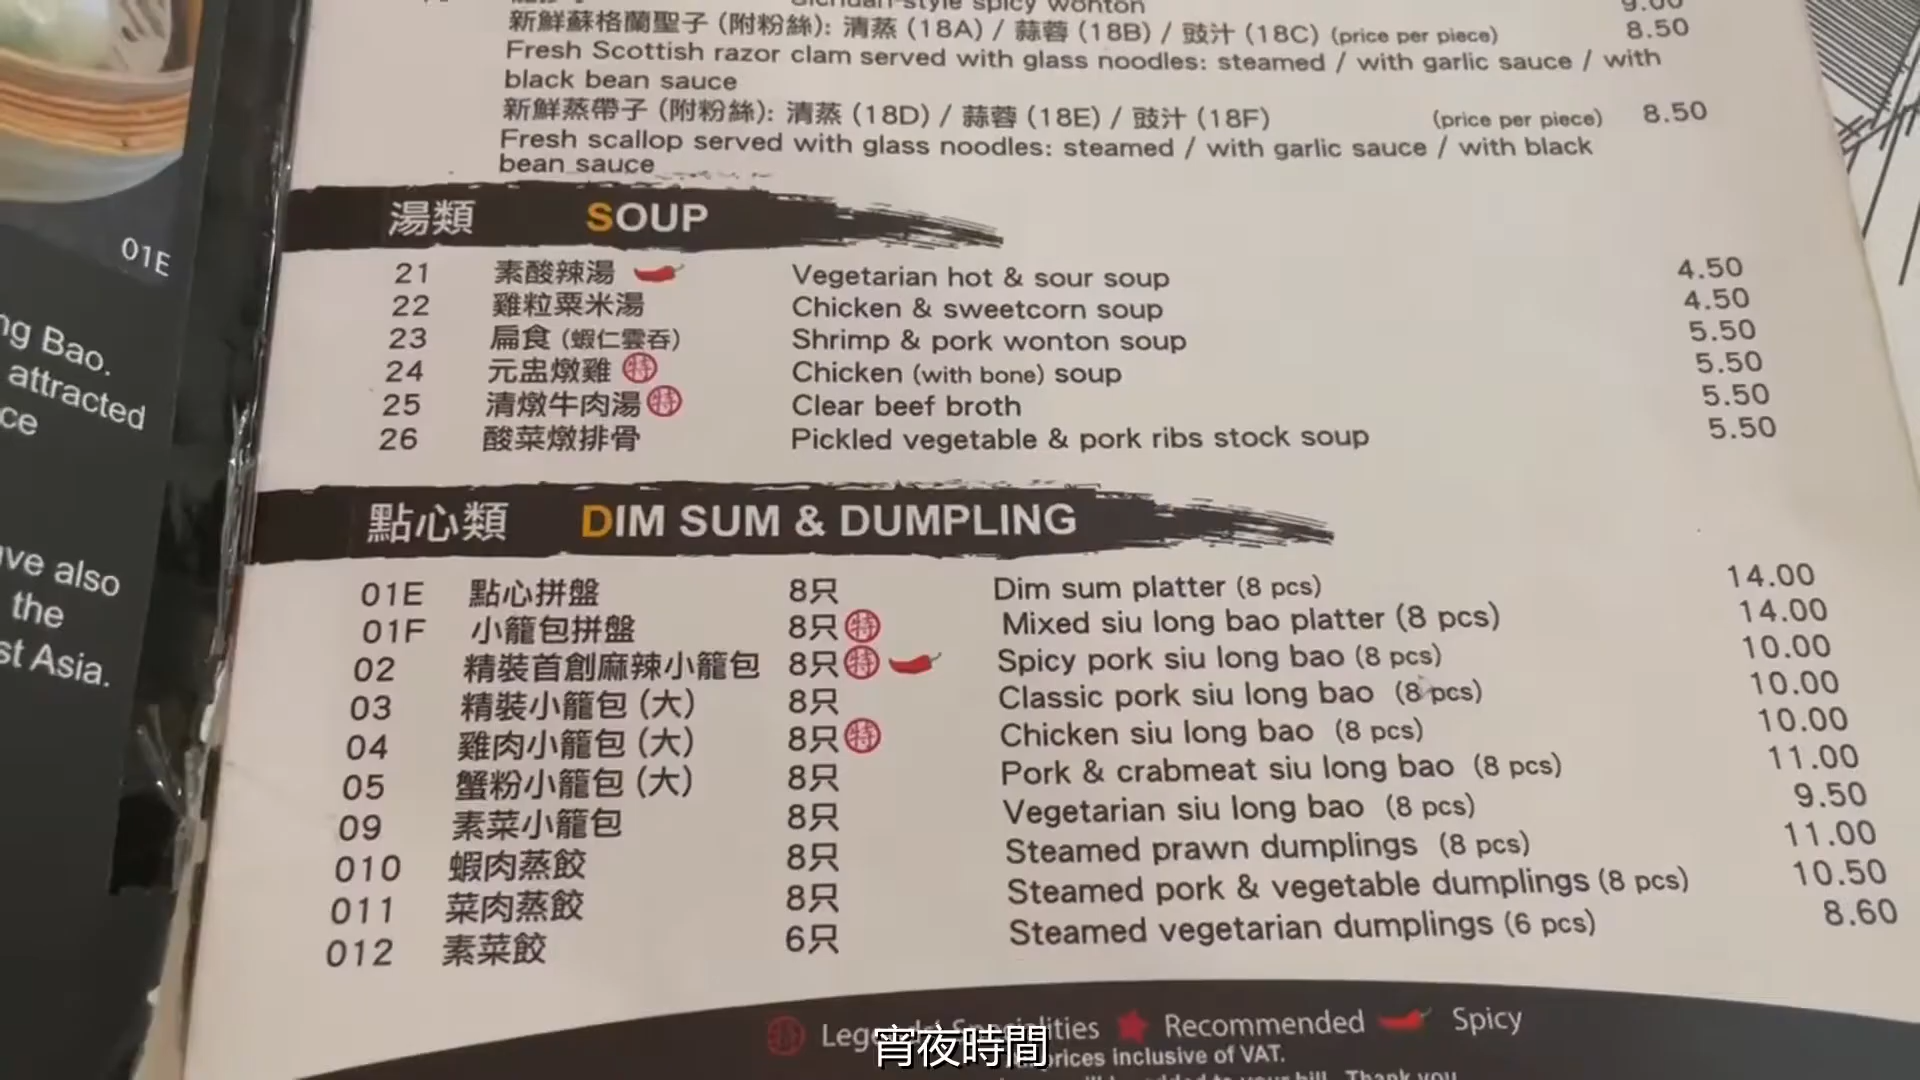 Sichuan-style spicy wonton 9.00
新鮮蘇格蘭聖子 (附粉絲): 清蒸 (18A) / 蒜蓉 (18B) / 豉汁 (18C) (price per piece) 8.50
Fresh Scottish razor clam served with glass noodles: steamed / with garlic sauce / with
black bean sauce
新鮮蒸帶子 (附粉絲): 清蒸 (18D) / 蒜蓉 (18E) / 豉汁 (18F) (price per piece) 8.50
Fresh scallop served with glass noodles: steamed / with garlic sauce / with black
bean sauce
湯類 SOUP
21 素酸辣湯 Vegetarian hot & sour soup 4.50
22 雞粒粟米湯 Chicken & sweetcorn soup 4.50
23 扁食 (蝦仁雲吞) Shrimp & pork wonton soup 5.50
24 元盅燉雞 特 Chicken (with bone) soup 5.50
25 清燉牛肉湯 特 Clear beef broth 5.50
26 酸菜燉排骨 Pickled vegetable & pork ribs stock soup 5.50
點心類 DIM SUM & DUMPLING
01E 點心拼盤 8只 Dim sum platter (8 pcs) 14.00
01F 小籠包拼盤 8只 特 Mixed siu long bao platter (8 pcs) 14.00
02 精裝首創麻辣小籠包 8只 特 Spicy pork siu long bao (8 pcs) 10.00
03 精裝小籠包 (大) 8只 Classic pork siu long bao (8 pcs) 10.00
04 雞肉小籠包 (大) 8只 特 Chicken siu long bao (8 pcs) 10.00
05 蟹粉小籠包 (大) 8只 Pork & crabmeat siu long bao (8 pcs) 11.00
09 素菜小籠包 8只 Vegetarian siu long bao (8 pcs) 9.50
010 蝦肉蒸餃 8只 Steamed prawn dumplings (8 pcs) 11.00
011 菜肉蒸餃 8只 Steamed pork & vegetable dumplings (8 pcs) 10.50
012 素菜餃 6只 Steamed vegetarian dumplings (6 pcs) 8.60
特 Recommended Spicy
prices inclusive of VAT.
Thank you
宵夜時間
01E
ng Bao.
attracted
ce
ave also
the
st Asia.